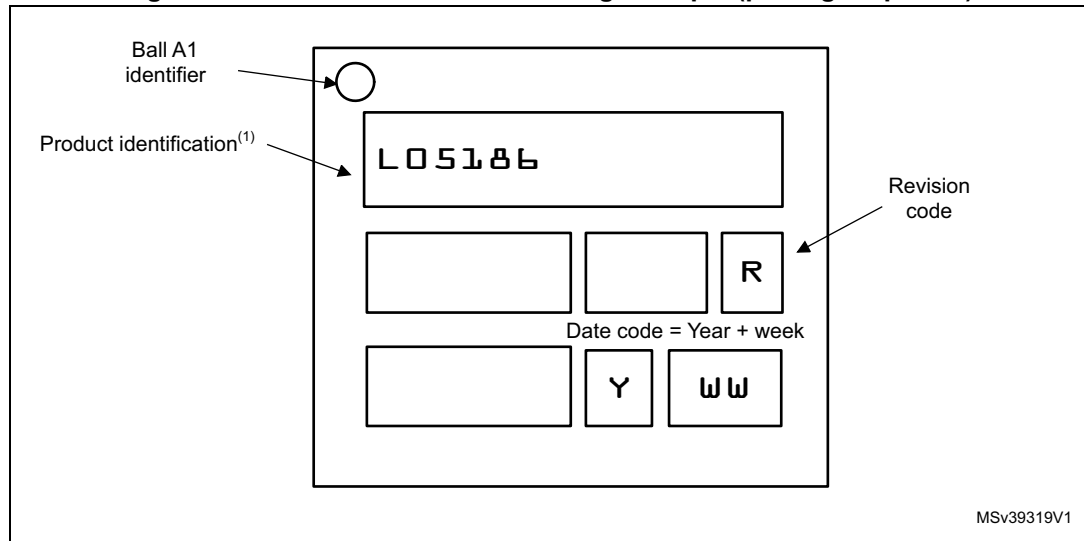 Ball A1
identifier
Product identification(1)
L05186
Revision
code
R
Date code = Year + week
Y
WW
MSv39319V1